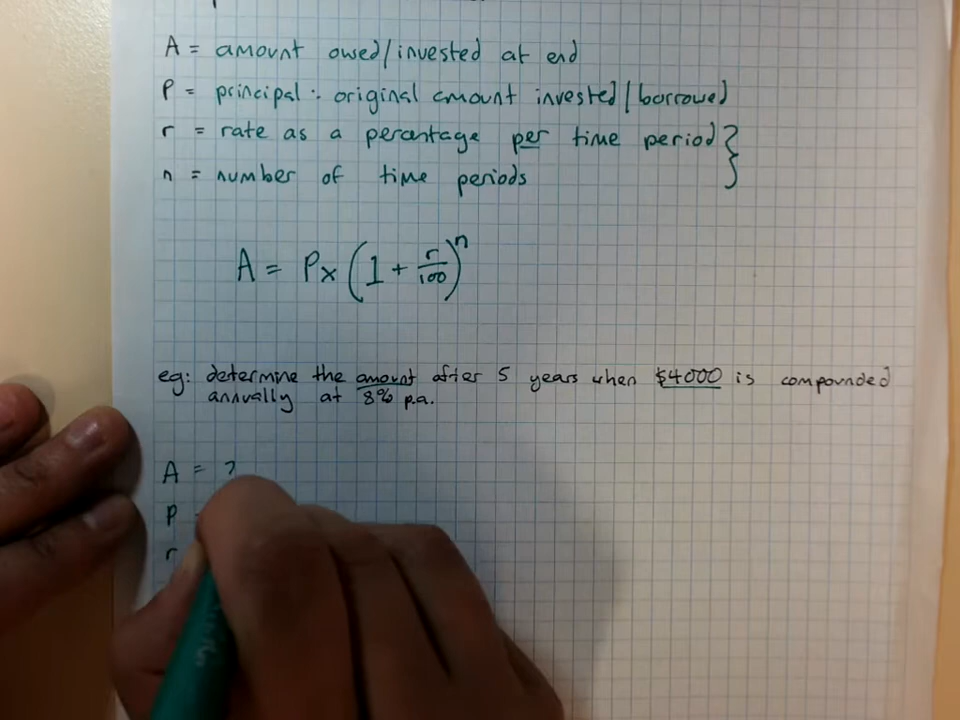 A = amount owed/invested at end
P = principal : original amount invested/borrowed
r = rate as a percentage per time period }
n = number of time periods
A = P x (1 + r/100)^n
eg: determine the amount after 5 years when $4000 is compounded
annually at 8% p.a.
A = ?
P =
r